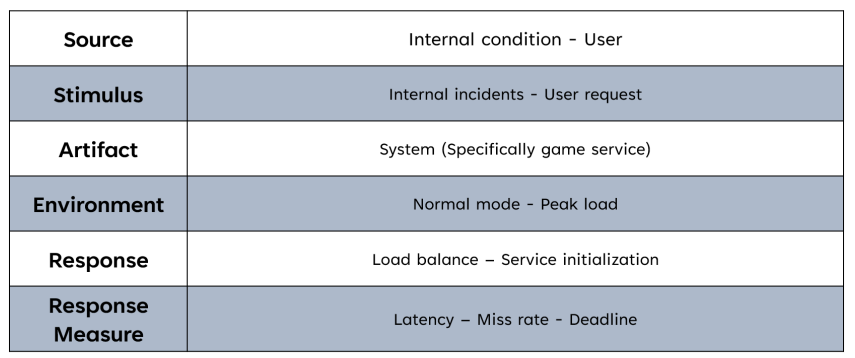 Source
Internal condition - User
Stimulus
Internal incidents - User request
Artifact
System (Specifically game service)
Environment
Normal mode - Peak load
Response
Load balance – Service initialization
Response
Measure
Latency – Miss rate - Deadline